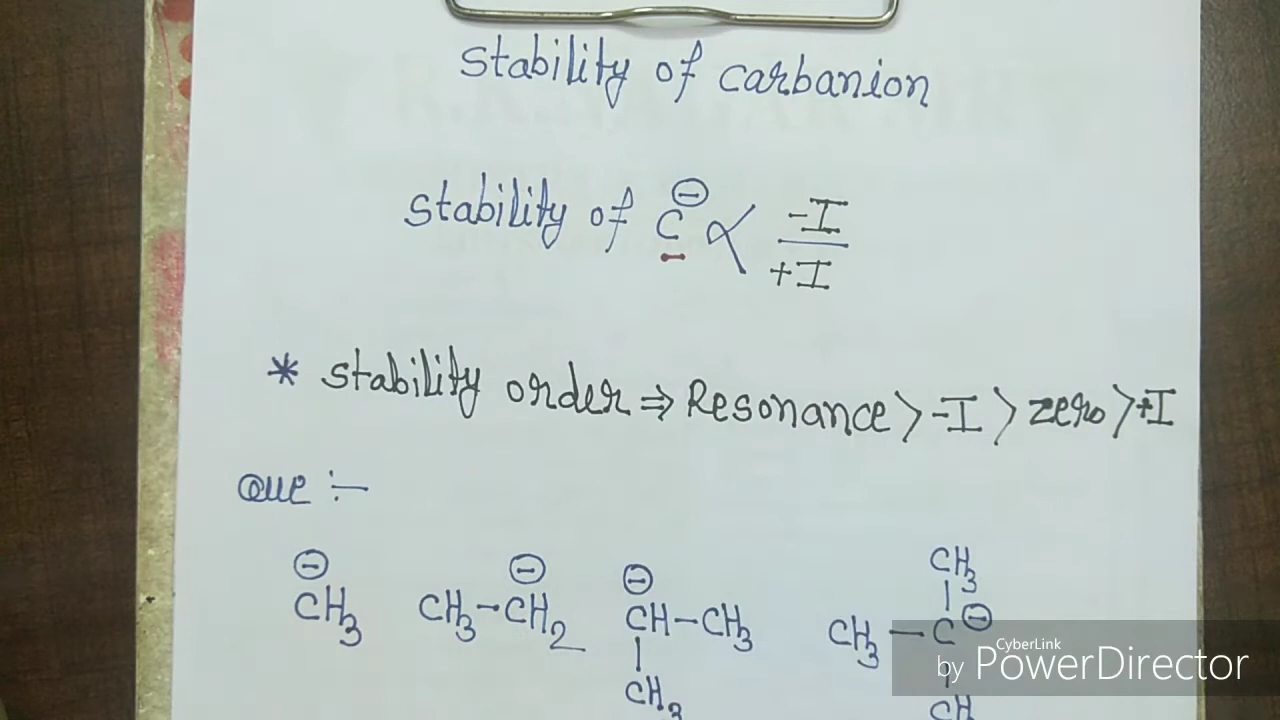 Stability of carbanion
⊖
Stability of C ∝ -I
+I
* Stability order ⇒ Resonance > -I > zero > +I
Que :-
⊖ ⊖ ⊖ CH3
CH3 CH3-CH2 CH-CH3 CH3-C⊖
CH3 CH
CyberLink
by PowerDirector